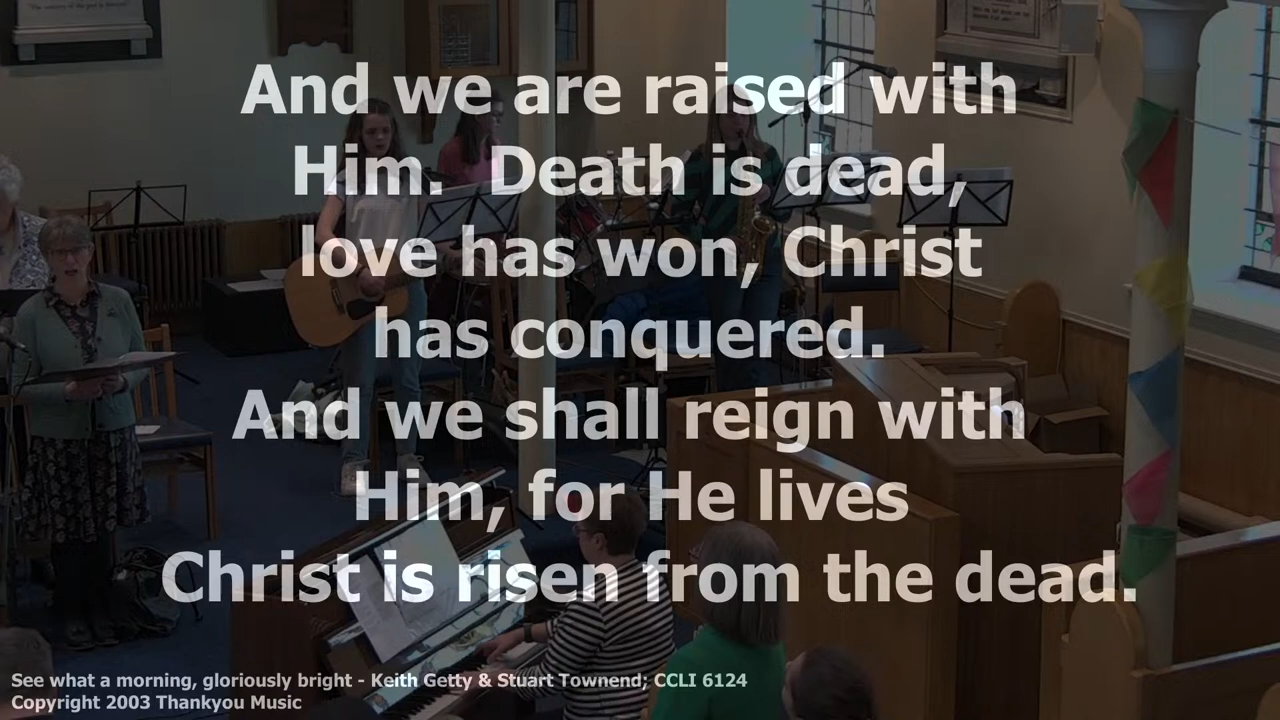 And we are raised with
Him. Death is dead,
love has won, Christ
has conquered.
And we shall reign with
Him, for He lives
Christ is risen from the dead.
See what a morning, gloriously bright - Keith Getty & Stuart Townend; CCLI 6124
Copyright 2003 Thankyou Music